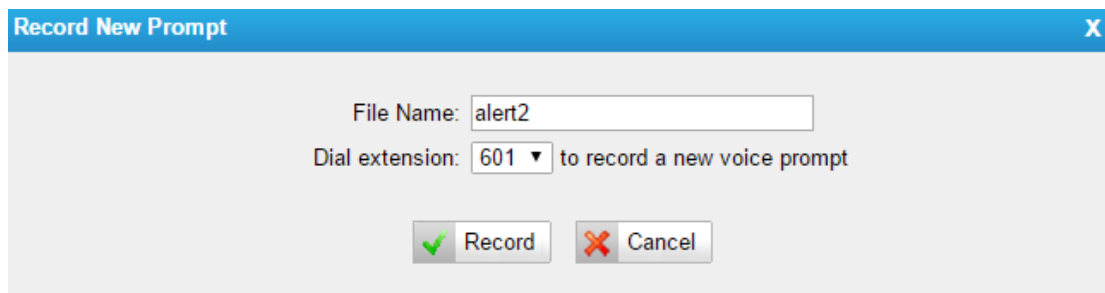 Record New Prompt X
File Name: alert2
Dial extension: 601 to record a new voice prompt
Record Cancel